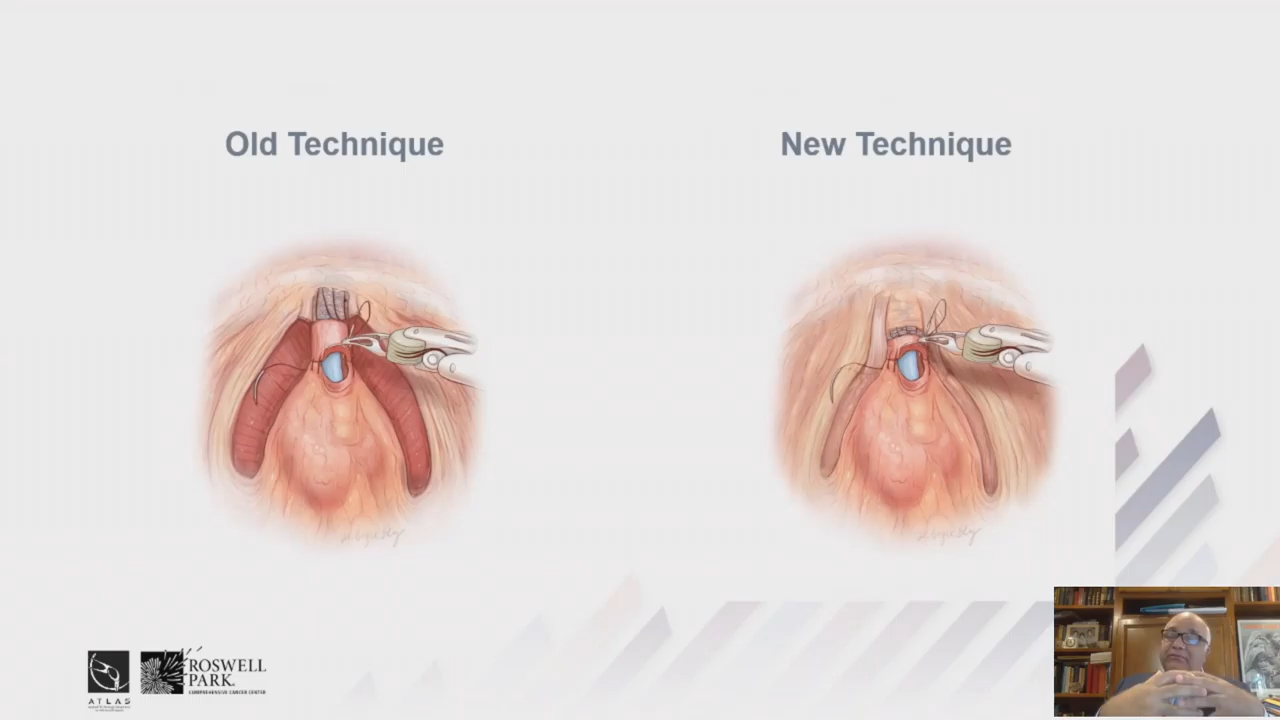 Old Technique
New Technique
ROSWELL
PARK.
COMPREHENSIVE CANCER CENTER
ATLAS